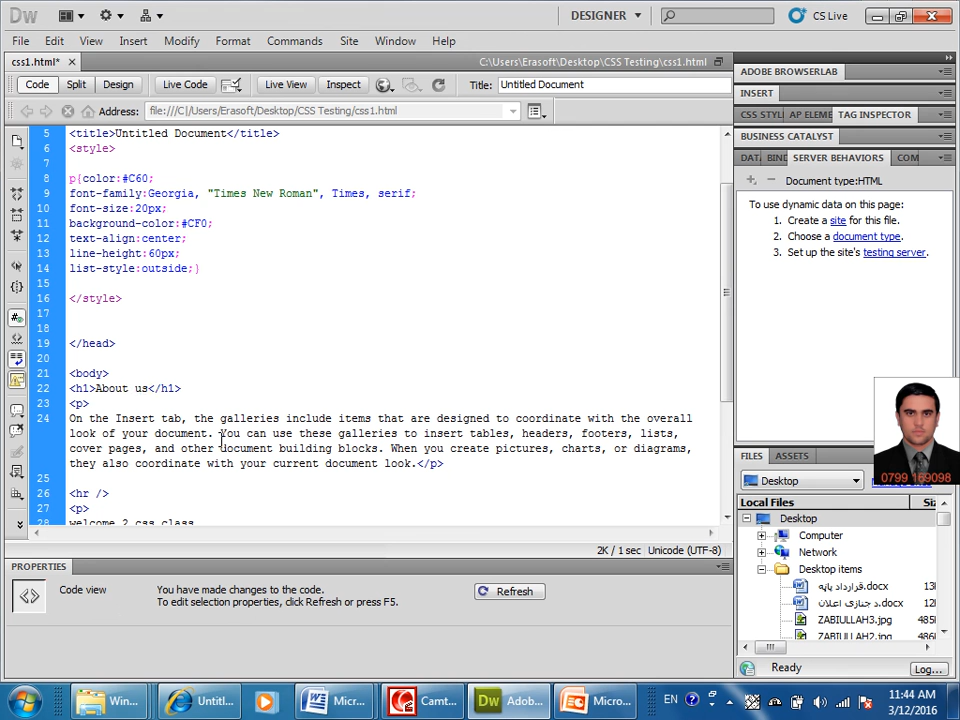 Dw
DESIGNER
CS Live
File Edit View Insert Modify Format Commands Site Window Help
css1.html* ×
C:\Users\Erasoft\Desktop\CSS Testing\css1.html
Code Split Design Live Code Live View Inspect Title: Untitled Document
Address: file:///C|/Users/Erasoft/Desktop/CSS Testing/css1.html
5 <title>Untitled Document</title>
6 <style>
7
8 p{color:#C60;
9 font-family:Georgia, "Times New Roman", Times, serif;
10 font-size:20px;
11 background-color:#CF0;
12 text-align:center;
13 line-height:60px;
14 list-style:outside;}
15
16 </style>
17
18
19 </head>
20
21 <body>
22 <h1>About us</h1>
23 <p>
24 On the Insert tab, the galleries include items that are designed to coordinate with the overall
look of your document. You can use these galleries to insert tables, headers, footers, lists,
cover pages, and other document building blocks. When you create pictures, charts, or diagrams,
they also coordinate with your current document look.</p>
25
26 <hr />
27 <p>
28 welcome 2 css class
2K / 1 sec Unicode (UTF-8)
PROPERTIES
Code view
You have made changes to the code.
To edit selection properties, click Refresh or press F5.
Refresh
ADOBE BROWSERLAB
INSERT
CSS STYL AP ELEME TAG INSPECTOR
BUSINESS CATALYST
DAT BIND SERVER BEHAVIORS COM
Document type:HTML
To use dynamic data on this page:
1. Create a site for this file.
2. Choose a document type.
3. Set up the site's testing server.
0799 169098
FILES ASSETS
Desktop
Local Files Siz
Desktop
Computer
Network
Desktop items
قرارداد پایه.docx
د جنازی اعلان.docx
ZABIULLAH3.jpg 485
ZABIULLAH2.jpg
Ready Log...
Win... Untitl... Micr... Camt... Adob... Micro...
EN
11:44 AM
3/12/2016